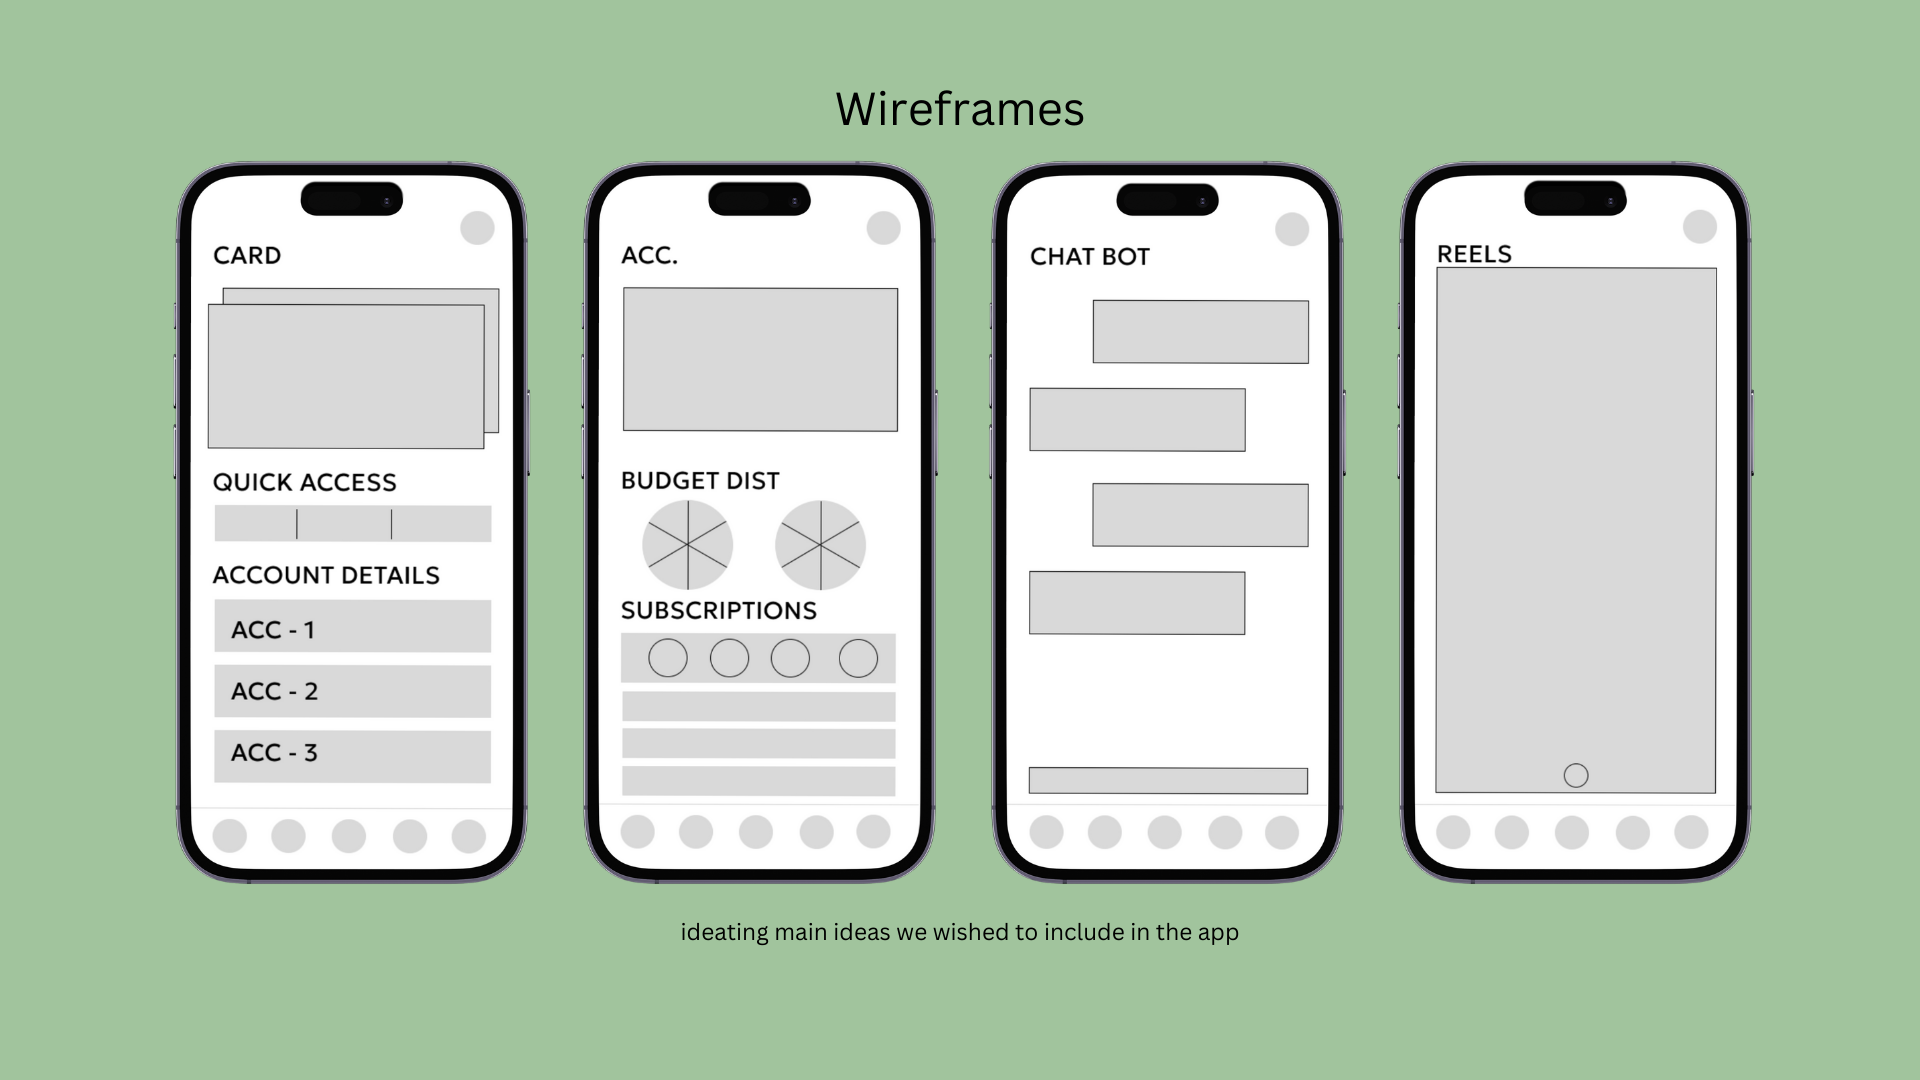 Wireframes
CARD
QUICK ACCESS
ACCOUNT DETAILS
ACC - 1
ACC - 2
ACC - 3
ACC.
BUDGET DIST
SUBSCRIPTIONS
CHAT BOT
REELS
ideating main ideas we wished to include in the app